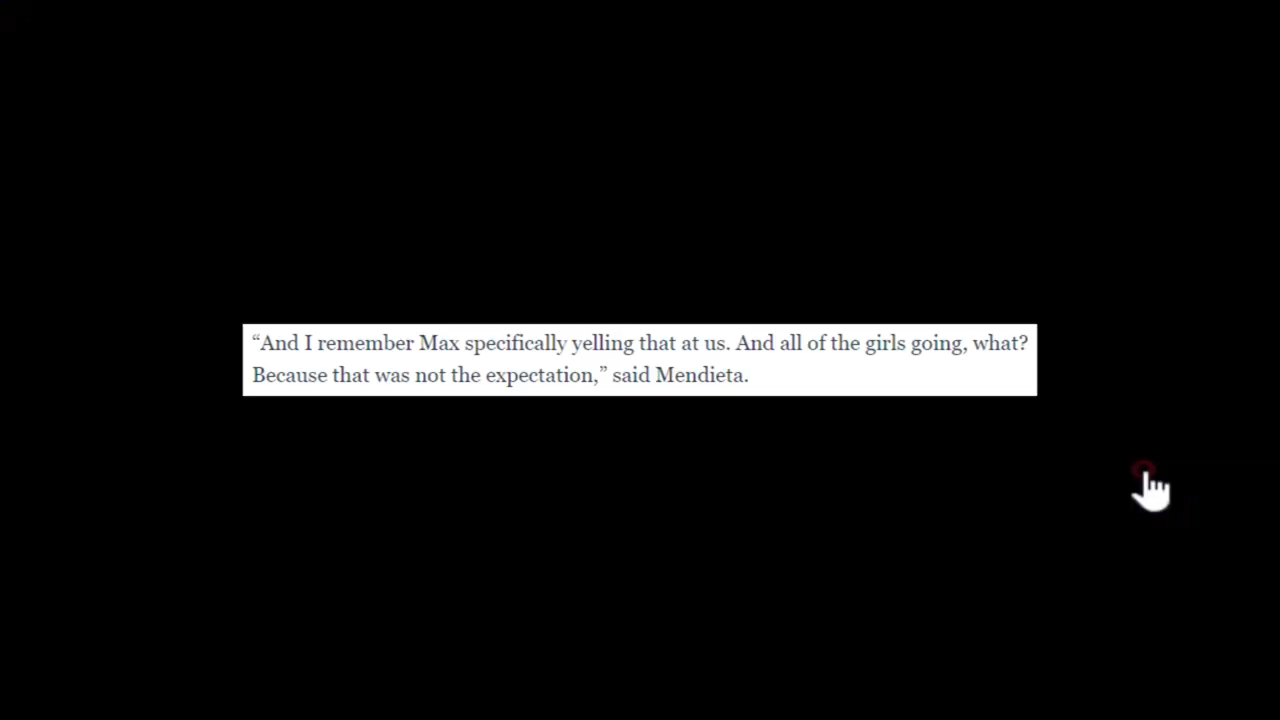 “And I remember Max specifically yelling that at us. And all of the girls going, what?
Because that was not the expectation,” said Mendieta.